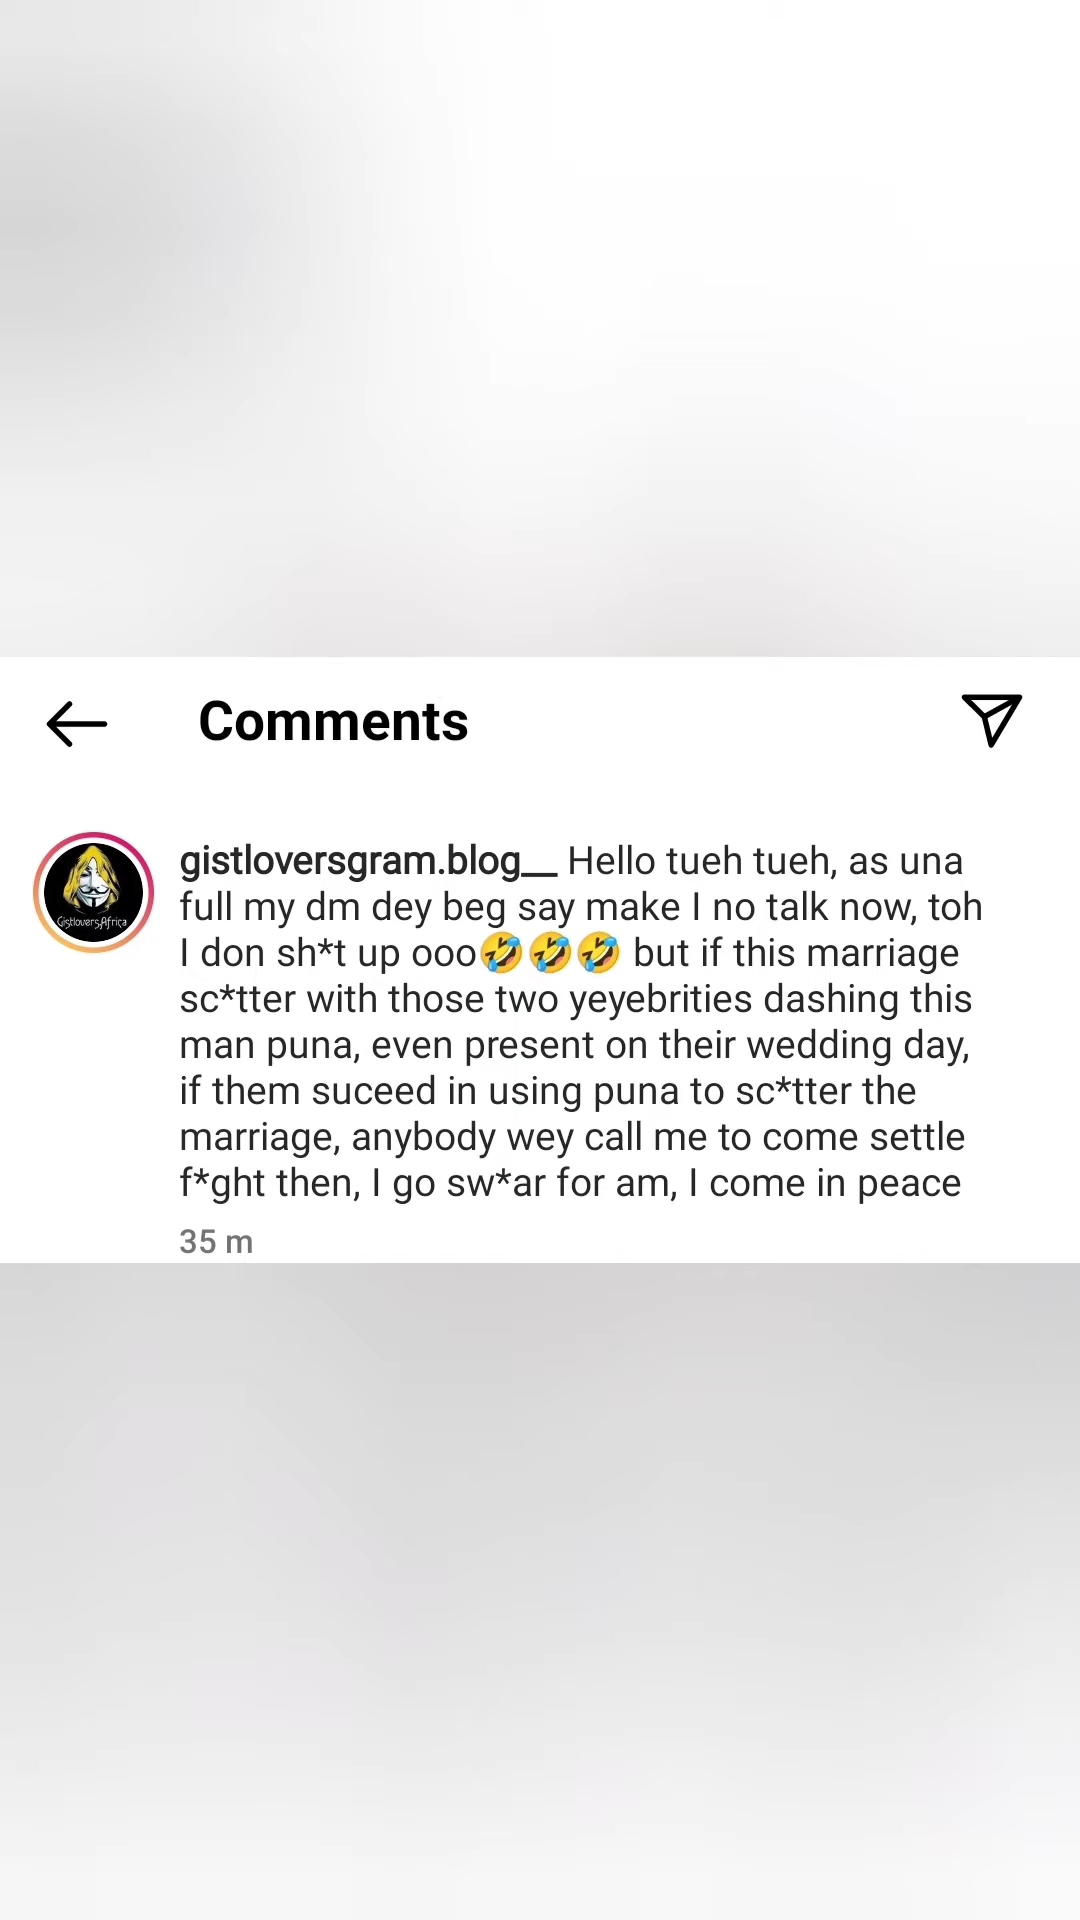 Comments
gistloversgram.blog__ Hello tueh tueh, as una
full my dm dey beg say make I no talk now, toh
I don sh*t up ooo🤣🤣🤣 but if this marriage
sc*tter with those two yeyebrities dashing this
man puna, even present on their wedding day,
if them suceed in using puna to sc*tter the
marriage, anybody wey call me to come settle
f*ght then, I go sw*ar for am, I come in peace
GistloversAfrica
35 m